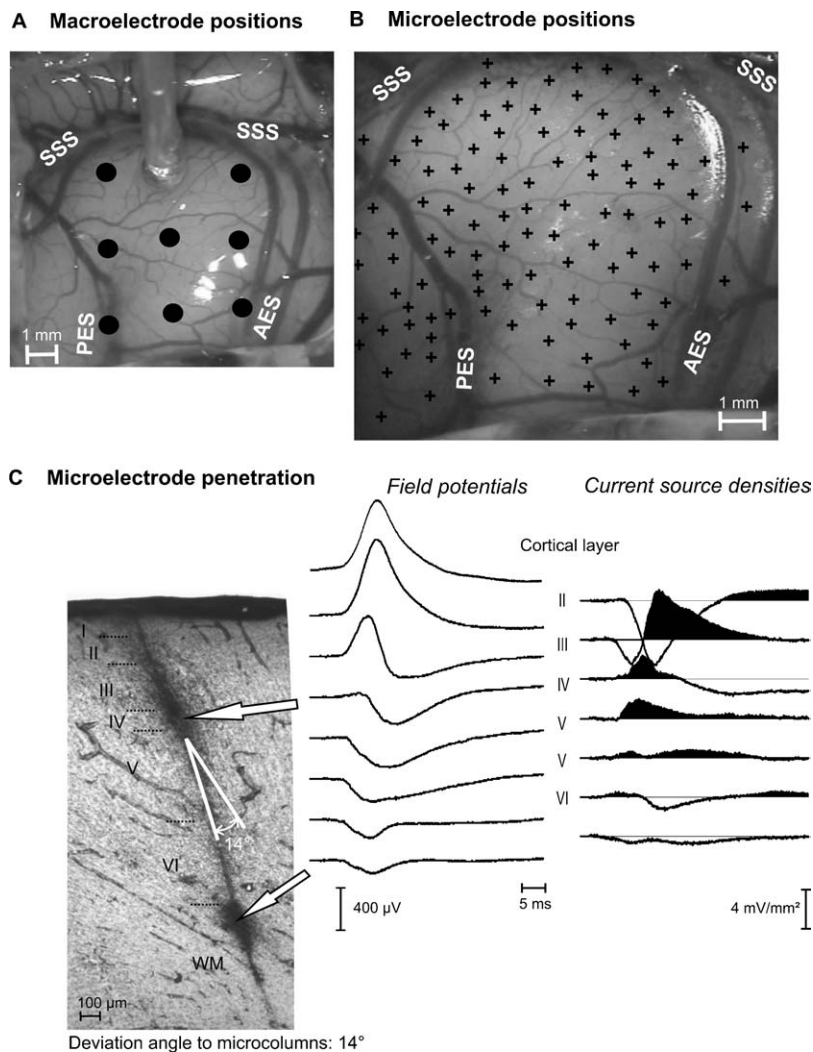 A Macroelectrode positions
SSS
SSS
PES
AES
1 mm
B Microelectrode positions
SSS
SSS
PES
AES
1 mm
C Microelectrode penetration
Field potentials
Current source densities
Cortical layer
I
II
III
IV
V
VI
WM
14°
100 µm
II
III
IV
V
V
VI
400 µV
5 ms
4 mV/mm²
Deviation angle to microcolumns: 14°